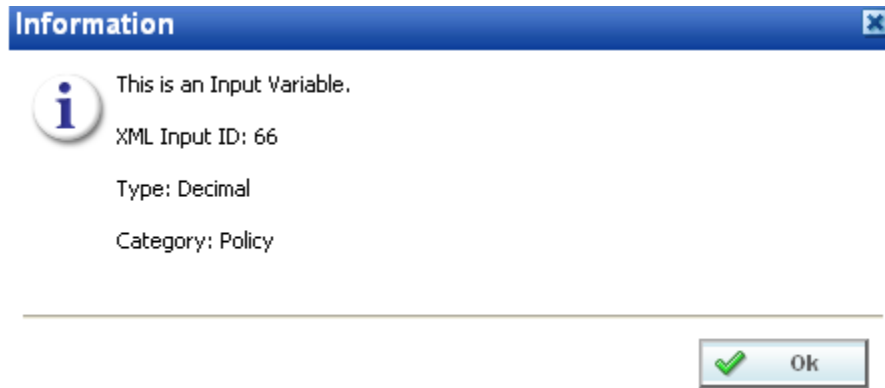 Information
This is an Input Variable.
XML Input ID: 66
Type: Decimal
Category: Policy
Ok